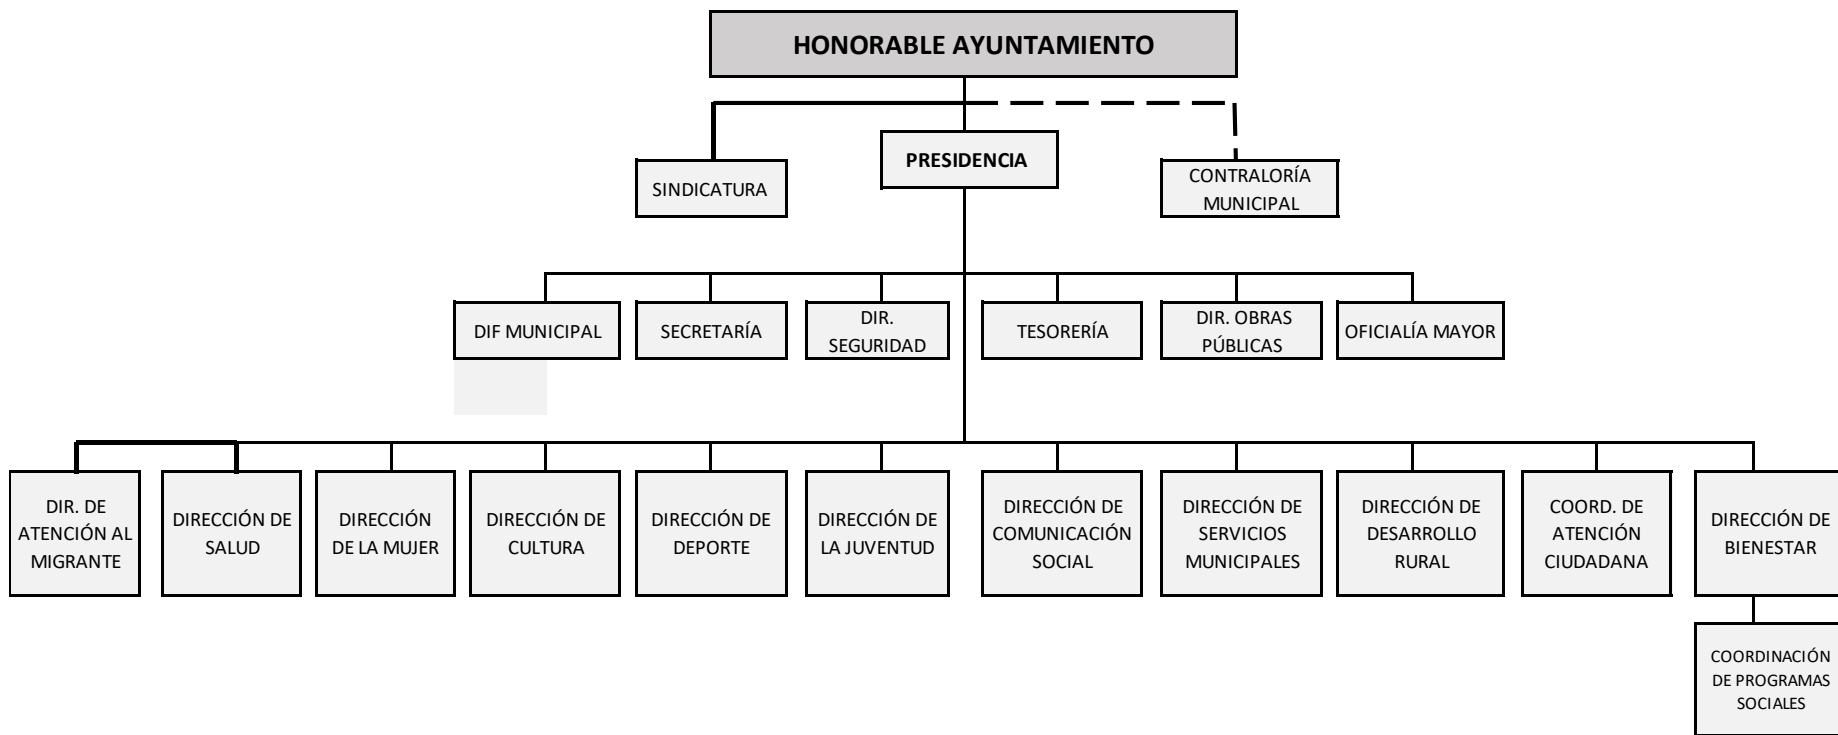 HONORABLE AYUNTAMIENTO
PRESIDENCIA
SINDICATURA
CONTRALORÍA
MUNICIPAL
DIF MUNICIPAL
SECRETARÍA
DIR.
SEGURIDAD
TESORERÍA
DIR. OBRAS
PÚBLICAS
OFICIALÍA MAYOR
DIR. DE
ATENCIÓN AL
MIGRANTE
DIRECCIÓN DE
SALUD
DIRECCIÓN
DE LA MUJER
DIRECCIÓN DE
CULTURA
DIRECCIÓN DE
DEPORTE
DIRECCIÓN DE
LA JUVENTUD
DIRECCIÓN DE
COMUNICACIÓN
SOCIAL
DIRECCIÓN DE
SERVICIOS
MUNICIPALES
DIRECCIÓN DE
DESARROLLO
RURAL
COORD. DE
ATENCIÓN
CIUDADANA
DIRECCIÓN DE
BIENESTAR
COORDINACIÓN
DE PROGRAMAS
SOCIALES